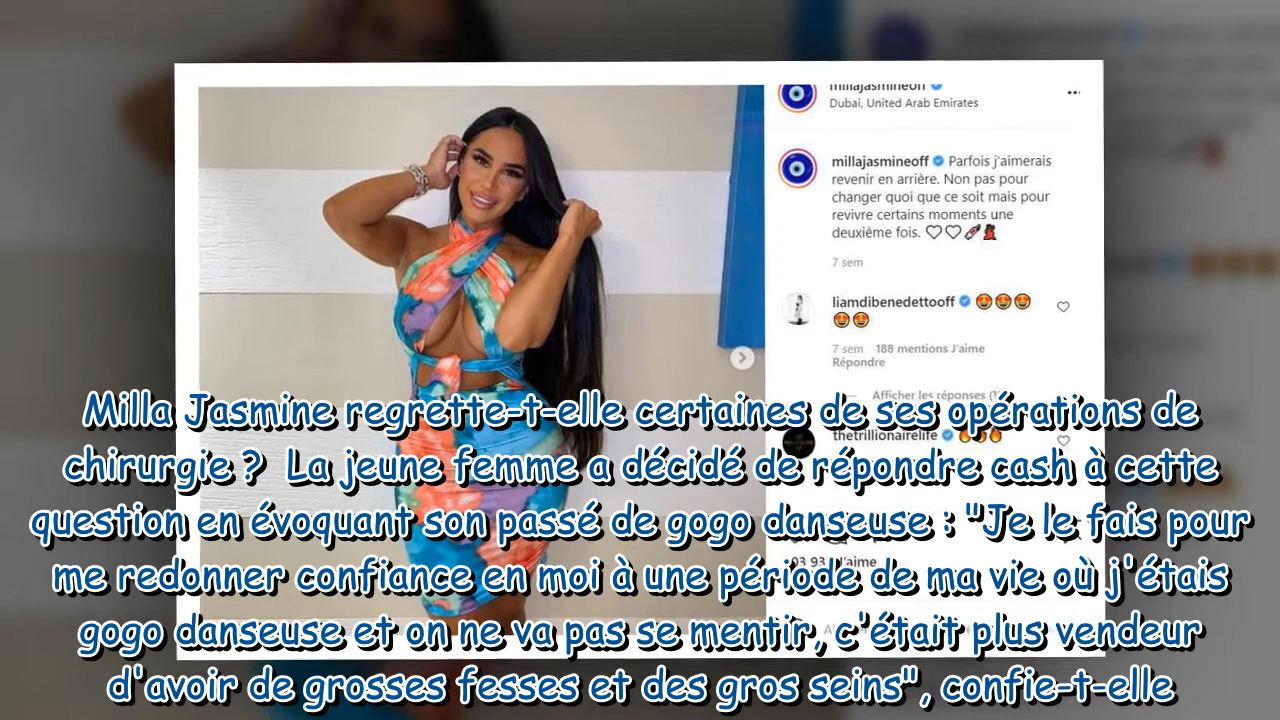 millajasmineoff
Dubai, United Arab Emirates
millajasmineoff Parfois j'aimerais
revenir en arrière. Non pas pour
changer quoi que ce soit mais pour
revivre certains moments une
deuxième fois. 🤍🤍💉💃
7 sem
liamdibenedettooff 🤩🤩🤩
🤩🤩
7 sem 188 mentions J'aime
Répondre
Afficher les réponses
thetrillionairelife 🔥🔥🔥
J'aime
Milla Jasmine regrette-t-elle certaines de ses opérations de
chirurgie ? La jeune femme a décidé de répondre cash à cette
question en évoquant son passé de gogo danseuse : "Je le fais pour
me redonner confiance en moi à une période de ma vie où j'étais
gogo danseuse et on ne va pas se mentir, c'était plus vendeur
d'avoir de grosses fesses et des gros seins", confie-t-elle